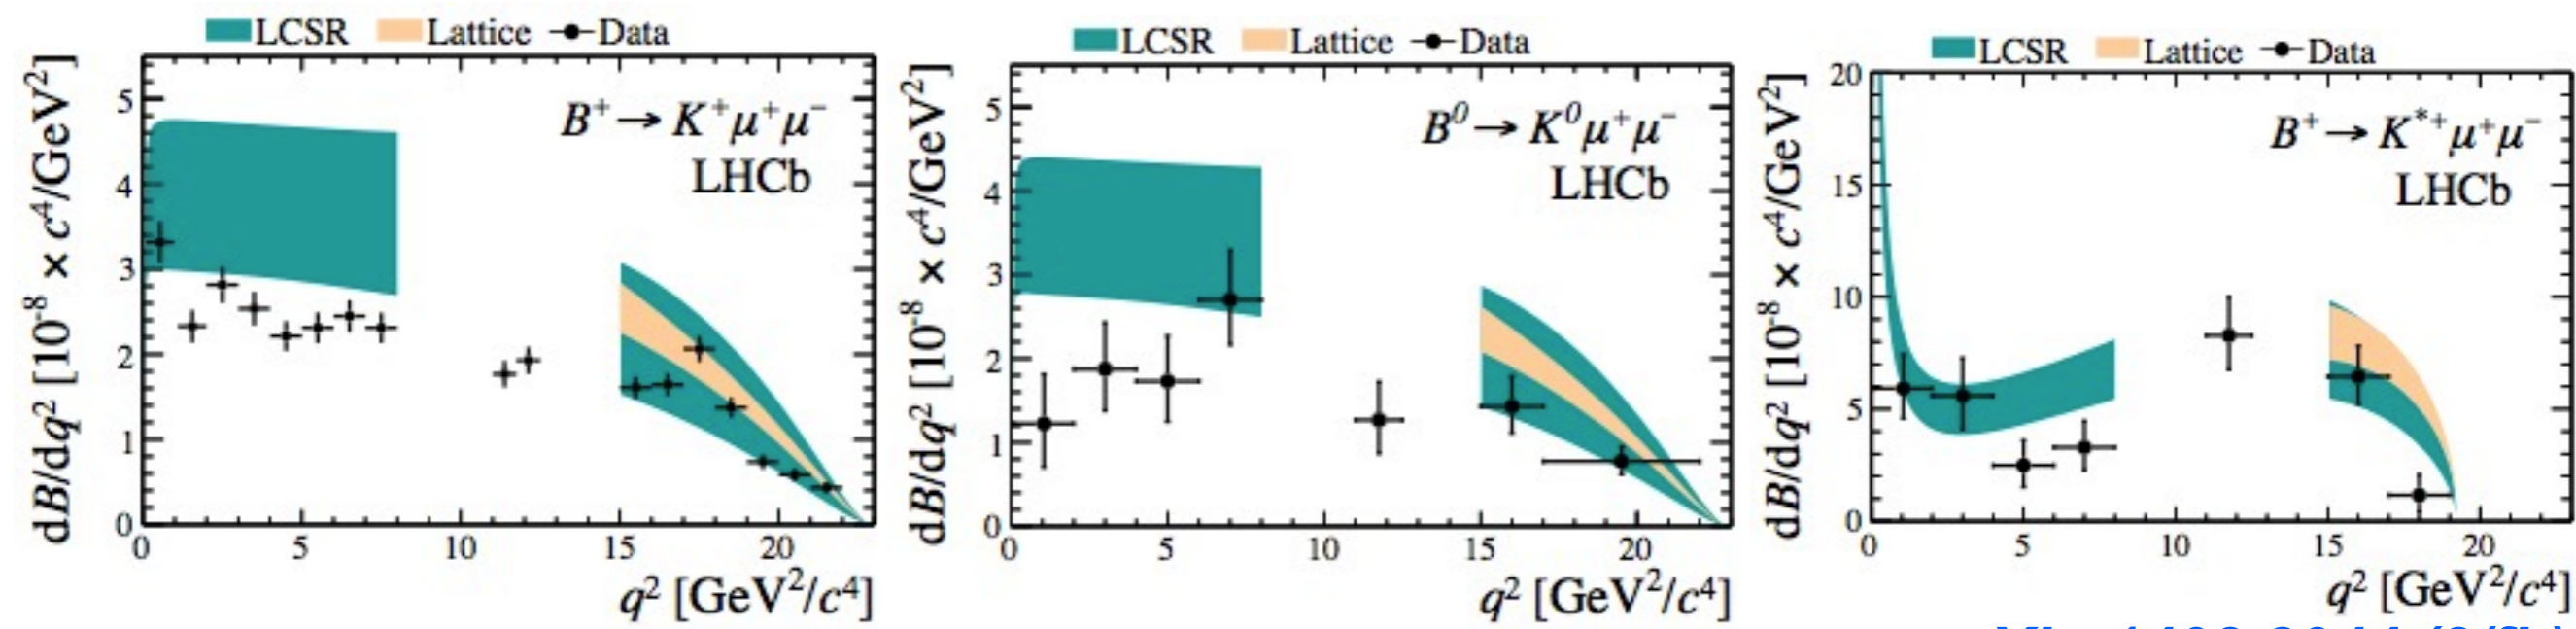 LCSR Lattice Data
dB/dq² [10⁻⁸ × c⁴/GeV²]
5
4
3
2
1
0
B⁺ → K⁺μ⁺μ⁻
LHCb
0 5 10 15 20
q² [GeV²/c⁴]
LCSR Lattice Data
dB/dq² [10⁻⁸ × c⁴/GeV²]
5
4
3
2
1
0
B⁰ → K⁰μ⁺μ⁻
LHCb
0 5 10 15 20
q² [GeV²/c⁴]
LCSR Lattice Data
dB/dq² [10⁻⁸ × c⁴/GeV²]
20
15
10
5
0
B⁺ → K*⁺μ⁺μ⁻
LHCb
0 5 10 15 20
q² [GeV²/c⁴]